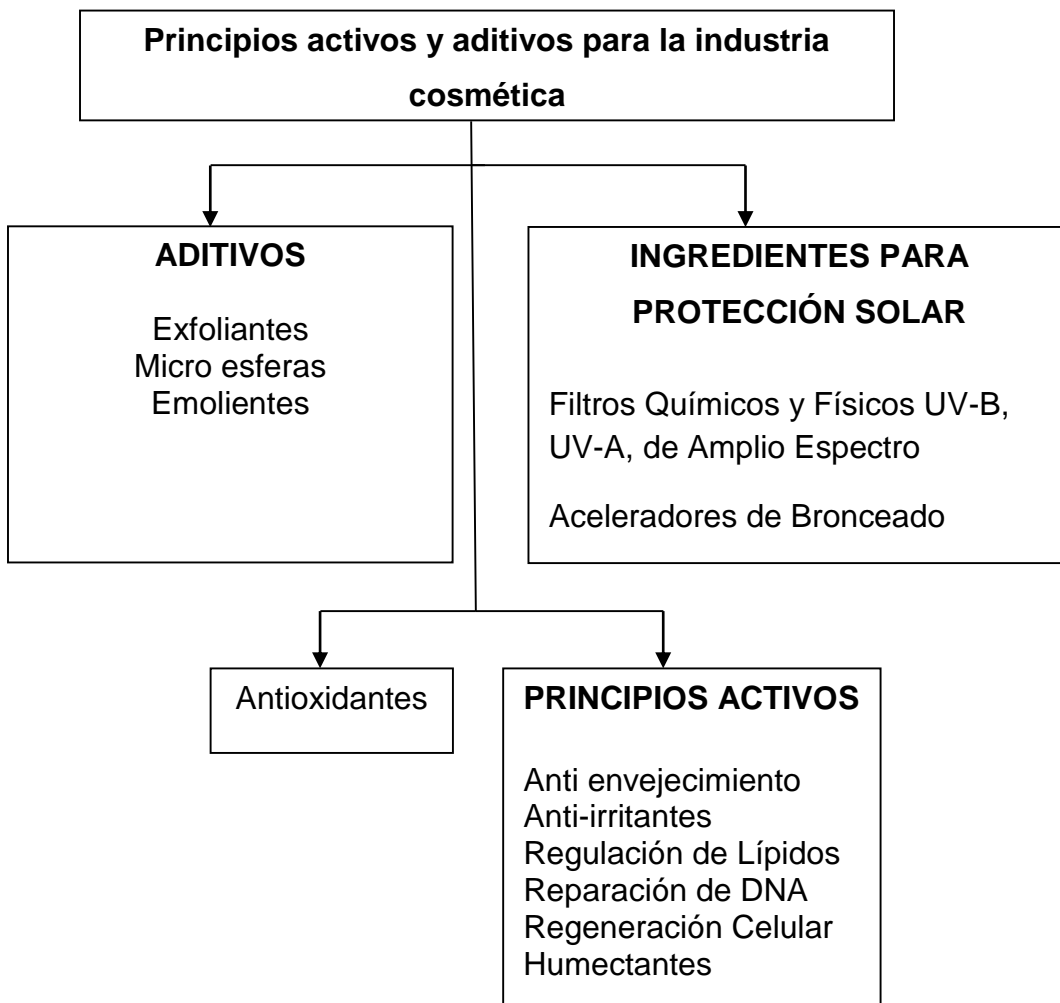 Principios activos y aditivos para la industria
cosmética
ADITIVOS
Exfoliantes
Micro esferas
Emolientes
INGREDIENTES PARA
PROTECCIÓN SOLAR
Filtros Químicos y Físicos UV-B,
UV-A, de Amplio Espectro
Aceleradores de Bronceado
Antioxidantes
PRINCIPIOS ACTIVOS
Anti envejecimiento
Anti-irritantes
Regulación de Lípidos
Reparación de DNA
Regeneración Celular
Humectantes